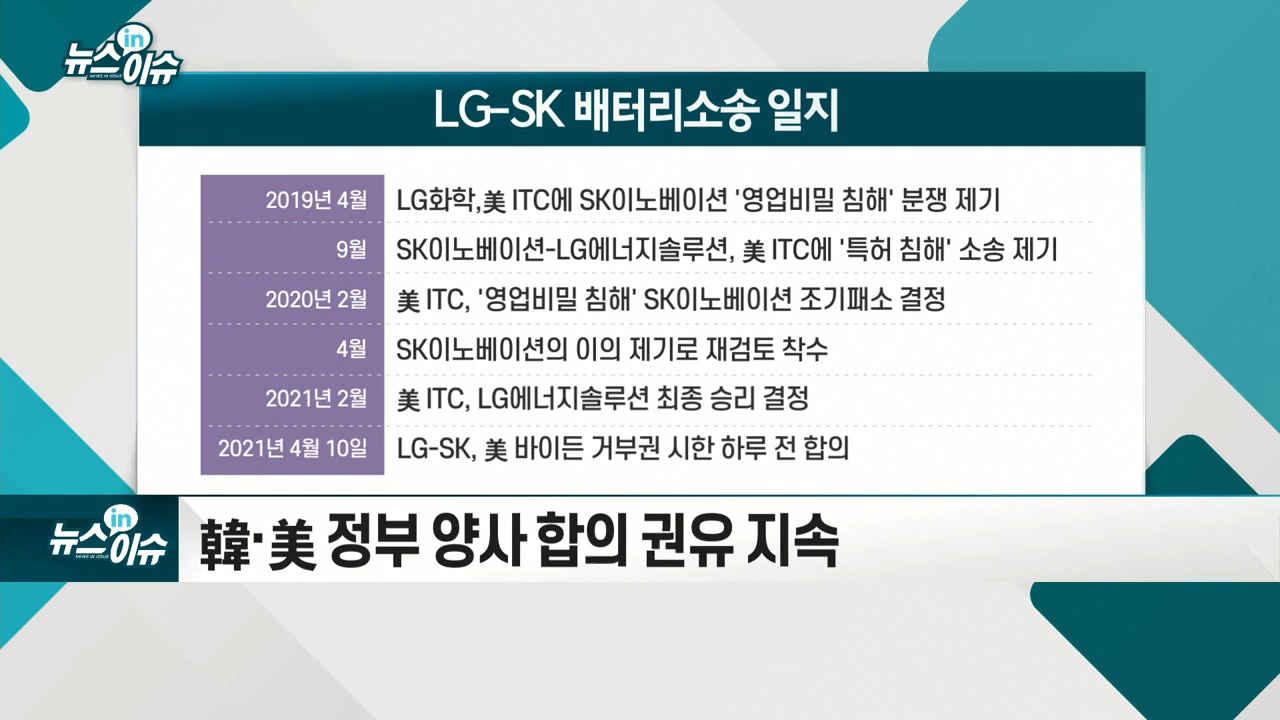 뉴스in이슈
NEWS IN ISSUE
LG-SK 배터리소송 일지
2019년 4월 LG화학,美 ITC에 SK이노베이션 '영업비밀 침해' 분쟁 제기
9월 SK이노베이션-LG에너지솔루션, 美 ITC에 '특허 침해' 소송 제기
2020년 2월 美 ITC, '영업비밀 침해' SK이노베이션 조기패소 결정
4월 SK이노베이션의 이의 제기로 재검토 착수
2021년 2월 美 ITC, LG에너지솔루션 최종 승리 결정
2021년 4월 10일 LG-SK, 美 바이든 거부권 시한 하루 전 합의
뉴스in이슈
NEWS IN ISSUE
韓·美 정부 양사 합의 권유 지속